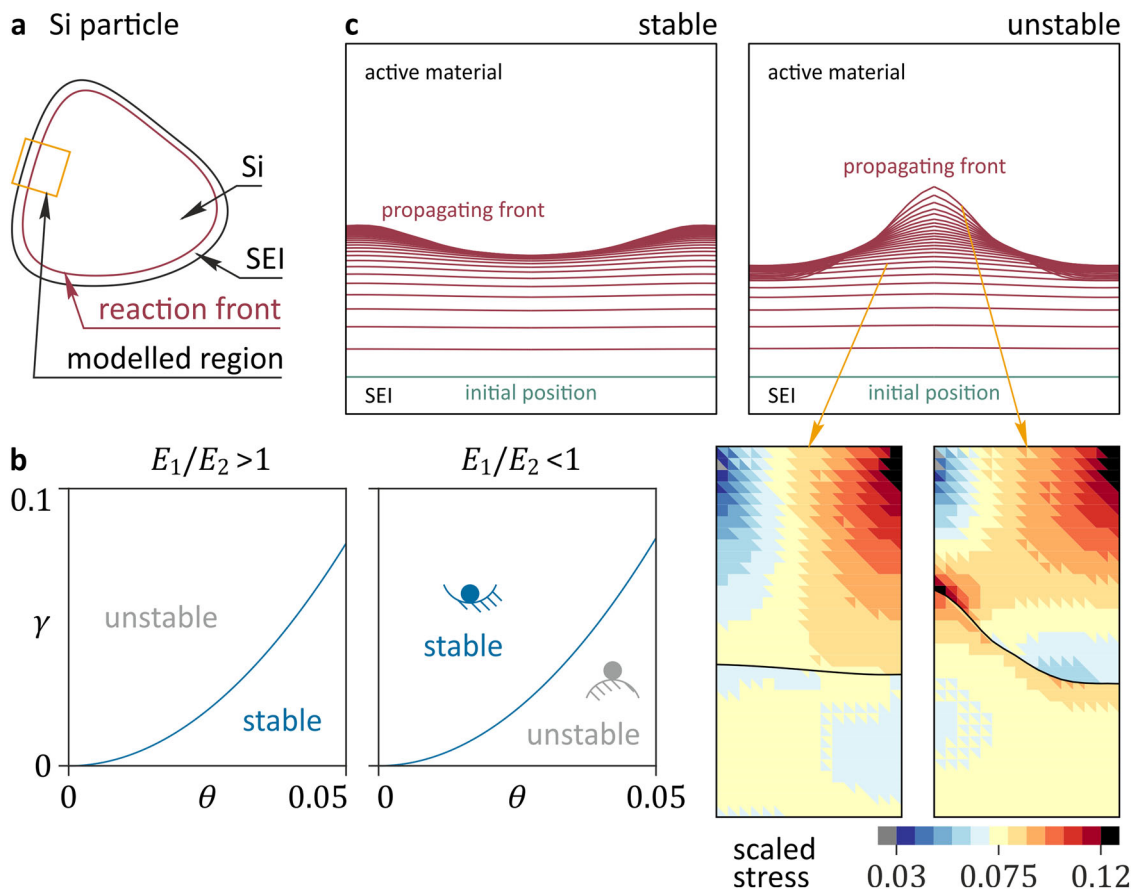 a Si particle
Si
SEI
reaction front
modelled region
b
E₁/E₂ >1
E₁/E₂ <1
0.1
γ
0
unstable
stable
0 θ 0.05
stable
unstable
0 θ 0.05
c
stable
unstable
active material
propagating front
SEI
initial position
active material
propagating front
SEI
initial position
scaled
stress
0.03 0.075 0.12